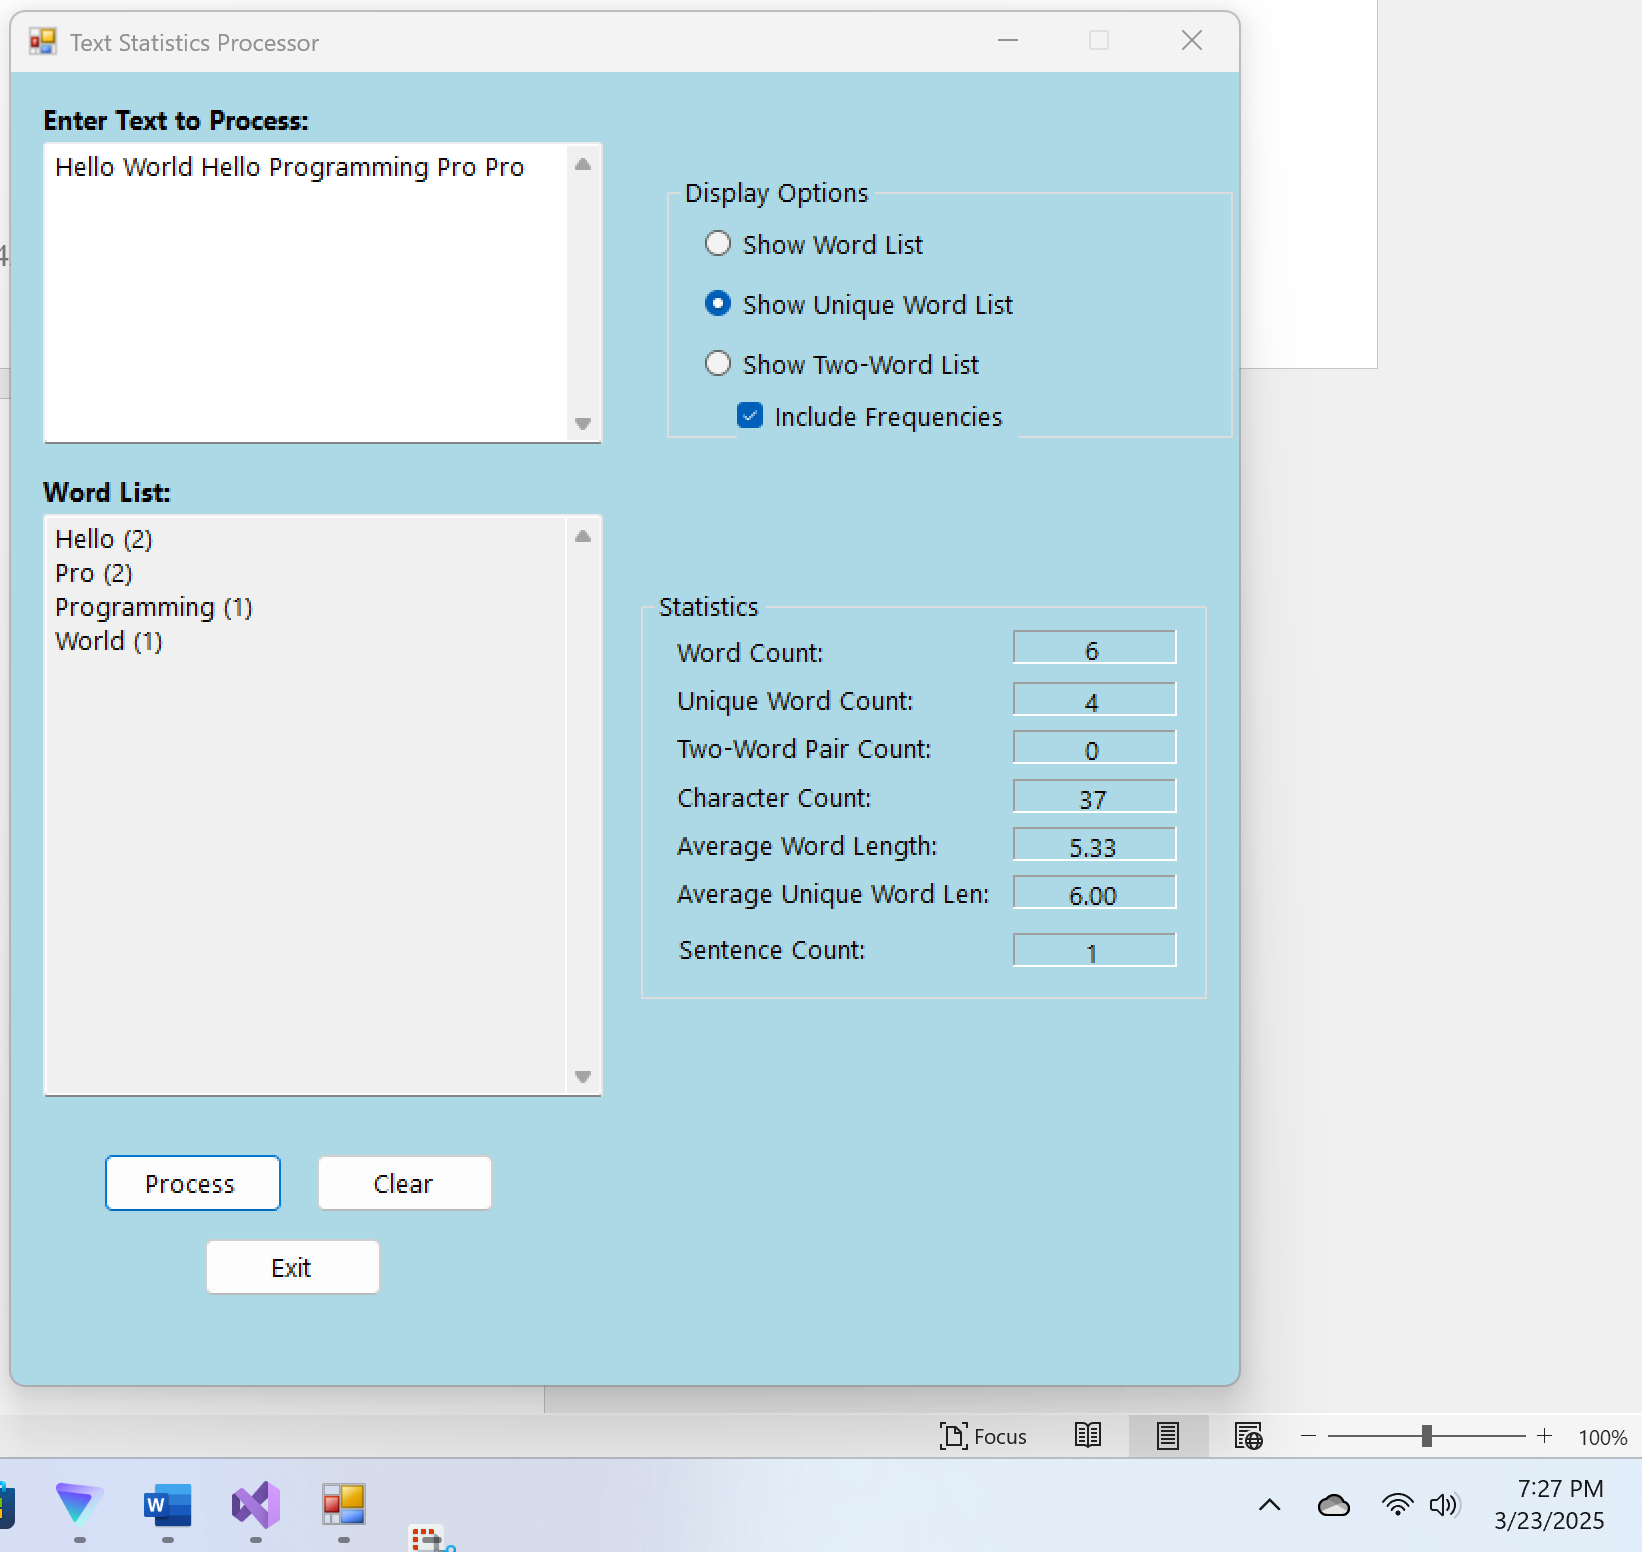 Text Statistics Processor
Enter Text to Process:
Hello World Hello Programming Pro Pro
Display Options
Show Word List
Show Unique Word List
Show Two-Word List
Include Frequencies
Word List:
Hello (2)
Pro (2)
Programming (1)
World (1)
Statistics
Word Count: 6
Unique Word Count: 4
Two-Word Pair Count: 0
Character Count: 37
Average Word Length: 5.33
Average Unique Word Len: 6.00
Sentence Count: 1
Process Clear
Exit
4
Focus 100%
W
7:27 PM
3/23/2025